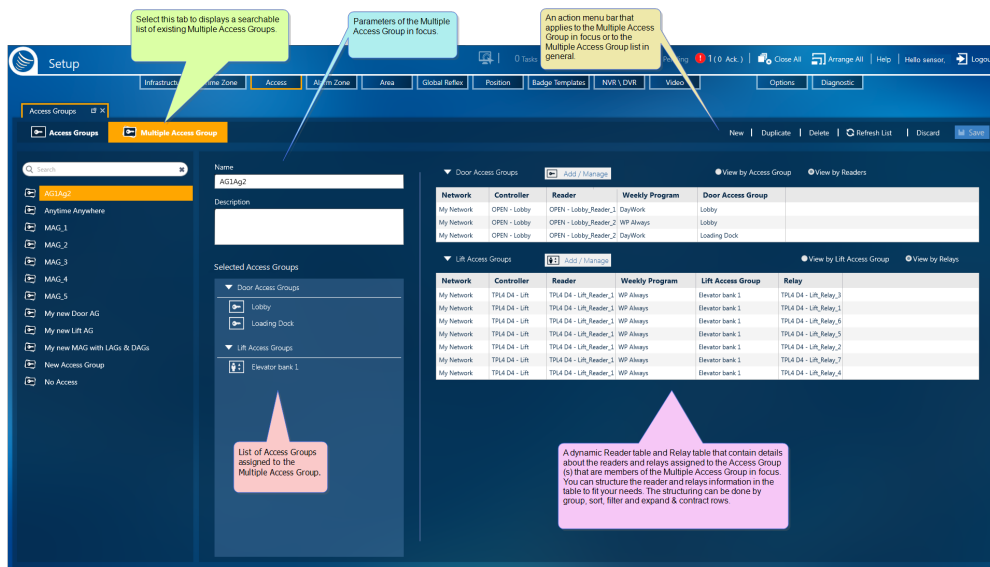 Select this tab to displays a searchable
list of existing Multiple Access Groups.
Parameters of the Multiple
Access Group in focus.
An action menu bar that
applies to the Multiple Access
Group in focus or to the
Multiple Access Group list in
general.
Setup
0 Tasks
Pending
1 ( 0 Ack. )
Close All
Arrange All
Help
Hello sensor,
Logou
Infrastructu
me Zone
Access
Alarm Zone
Area
Global Reflex
Position
Badge Templates
NVR \ DVR
Video
Options
Diagnostic
Access Groups
Access Groups
Multiple Access Group
New
Duplicate
Delete
Refresh List
Discard
Save
Search
AG1Ag2
Anytime Anywhere
MAG_1
MAG_2
MAG_3
MAG_4
MAG_5
My new Door AG
My new Lift AG
My new MAG with LAGs & DAGs
New Access Group
No Access
Name
AG1Ag2
Description
Selected Access Groups
Door Access Groups
Lobby
Loading Dock
Lift Access Groups
Elevator bank 1
List of Access Groups
assigned to the
Multiple Access Group.
Door Access Groups
Add / Manage
View by Access Group
View by Readers
Network Controller Reader Weekly Program Door Access Group
My Network OPEN - Lobby OPEN - Lobby_Reader_1 DayWork Lobby
My Network OPEN - Lobby OPEN - Lobby_Reader_2 WP Always Lobby
My Network OPEN - Lobby OPEN - Lobby_Reader_2 DayWork Loading Dock
Lift Access Groups
Add / Manage
View by Lift Access Group
View by Relays
Network Controller Reader Weekly Program Lift Access Group Relay
My Network TPL4 D4 - Lift TPL4 D4 - Lift_Reader_1 WP Always Elevator bank 1 TPL4 D4 - Lift_Relay_3
My Network TPL4 D4 - Lift TPL4 D4 - Lift_Reader_1 WP Always Elevator bank 1 TPL4 D4 - Lift_Relay_1
My Network TPL4 D4 - Lift TPL4 D4 - Lift_Reader_1 WP Always Elevator bank 1 TPL4 D4 - Lift_Relay_6
My Network TPL4 D4 - Lift TPL4 D4 - Lift_Reader_1 WP Always Elevator bank 1 TPL4 D4 - Lift_Relay_5
My Network TPL4 D4 - Lift TPL4 D4 - Lift_Reader_1 WP Always Elevator bank 1 TPL4 D4 - Lift_Relay_2
My Network TPL4 D4 - Lift TPL4 D4 - Lift_Reader_1 WP Always Elevator bank 1 TPL4 D4 - Lift_Relay_7
My Network TPL4 D4 - Lift TPL4 D4 - Lift_Reader_1 WP Always Elevator bank 1 TPL4 D4 - Lift_Relay_4
A dynamic Reader table and Relay table that contain details
about the readers and relays assigned to the Access Group
(s) that are members of the Multiple Access Group in focus.
You can structure the reader and relays information in the
table to fit your needs. The structuring can be done by
group, sort, filter and expand & contract rows.